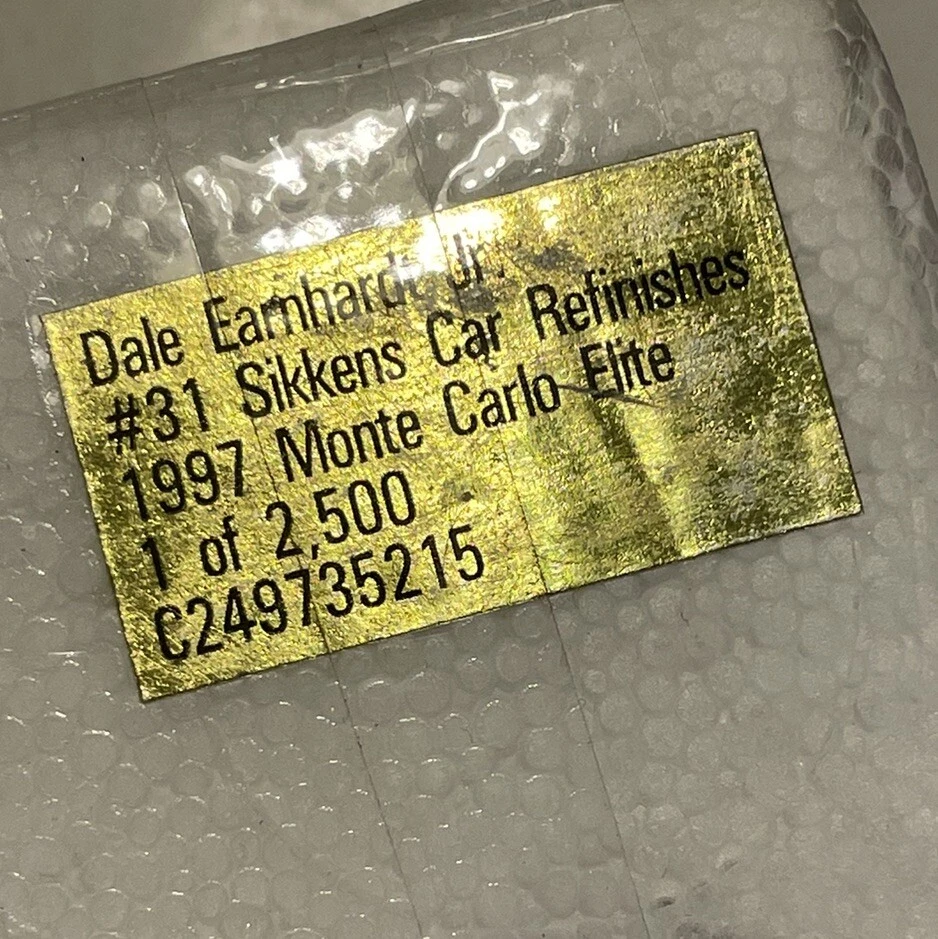 Dale Earnhardt Jr.
#31 Sikkens Car Refinishes
1997 Monte Carlo Elite
1 of 2,500
C249735215